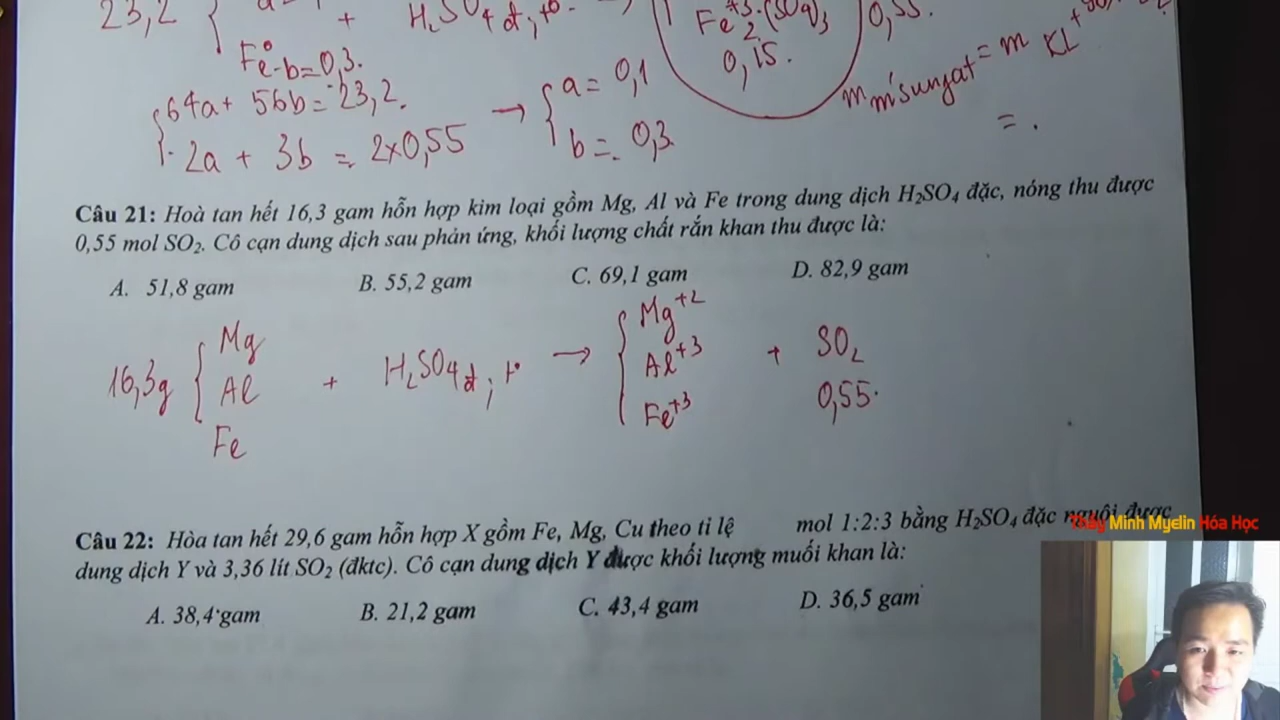 23,2
+ H₂SO₄ đ, t°
Fe₂⁺³(SO₄)₃ 0,55.
Fe° - b = 0,3.
0,15.
m m'sunfat = m KL +
64a + 56b = 23,2.
→ a = 0,1
= .
2a + 3b = 2x0,55
b = 0,3
Câu 21: Hoà tan hết 16,3 gam hỗn hợp kim loại gồm Mg, Al và Fe trong dung dịch H₂SO₄ đặc, nóng thu được
0,55 mol SO₂. Cô cạn dung dịch sau phản ứng, khối lượng chất rắn khan thu được là:
A. 51,8 gam B. 55,2 gam C. 69,1 gam D. 82,9 gam
16,3g { Mg Al Fe + H₂SO₄ đ, t° → { Mg⁺² Al⁺³ Fe⁺³ + SO₂ 0,55.
Câu 22: Hòa tan hết 29,6 gam hỗn hợp X gồm Fe, Mg, Cu theo tỉ lệ mol 1:2:3 bằng H₂SO₄ đặc nguội được
dung dịch Y và 3,36 lít SO₂ (đktc). Cô cạn dung dịch Y được khối lượng muối khan là:
A. 38,4 gam B. 21,2 gam C. 43,4 gam D. 36,5 gam
Thầy Minh Myelin Hóa Học